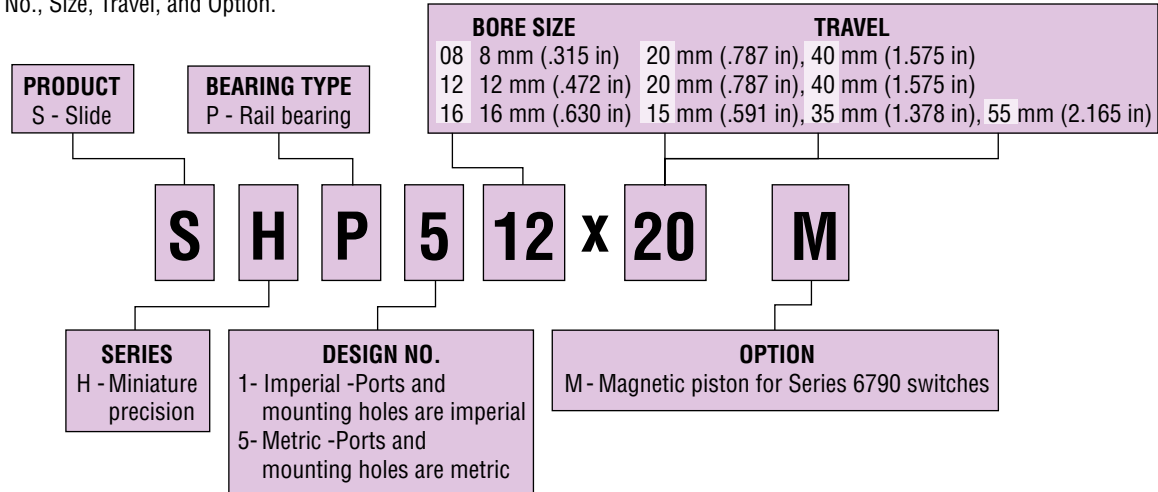 No., Size, Travel, and Option.
BORE SIZE TRAVEL
08 8 mm (.315 in) 20 mm (.787 in), 40 mm (1.575 in)
12 12 mm (.472 in) 20 mm (.787 in), 40 mm (1.575 in)
16 16 mm (.630 in) 15 mm (.591 in), 35 mm (1.378 in), 55 mm (2.165 in)
PRODUCT
S - Slide
BEARING TYPE
P - Rail bearing
S H P 5 12 x 20 M
SERIES
H - Miniature
precision
DESIGN NO.
1- Imperial -Ports and
mounting holes are imperial
5- Metric -Ports and
mounting holes are metric
OPTION
M - Magnetic piston for Series 6790 switches